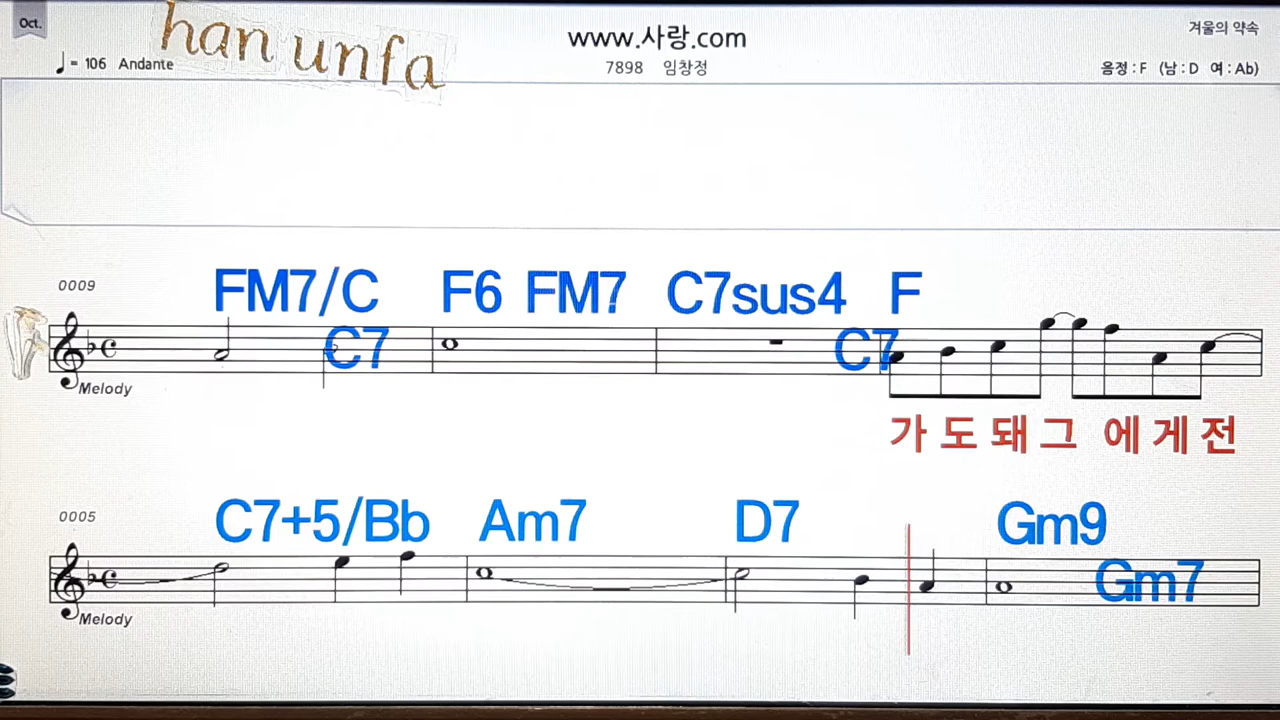 Oct.
han unfa
www.사랑.com
겨울의 약속
♩= 106 Andante
7898 임창정
음정 : F (남 : D 여 : Ab)
0009
FM7/C F6 FM7 C7sus4 F
C7 C7
Melody
가 도 돼 그 에 게 전
0005
C7+5/Bb Am7 D7 Gm9
Gm7
Melody